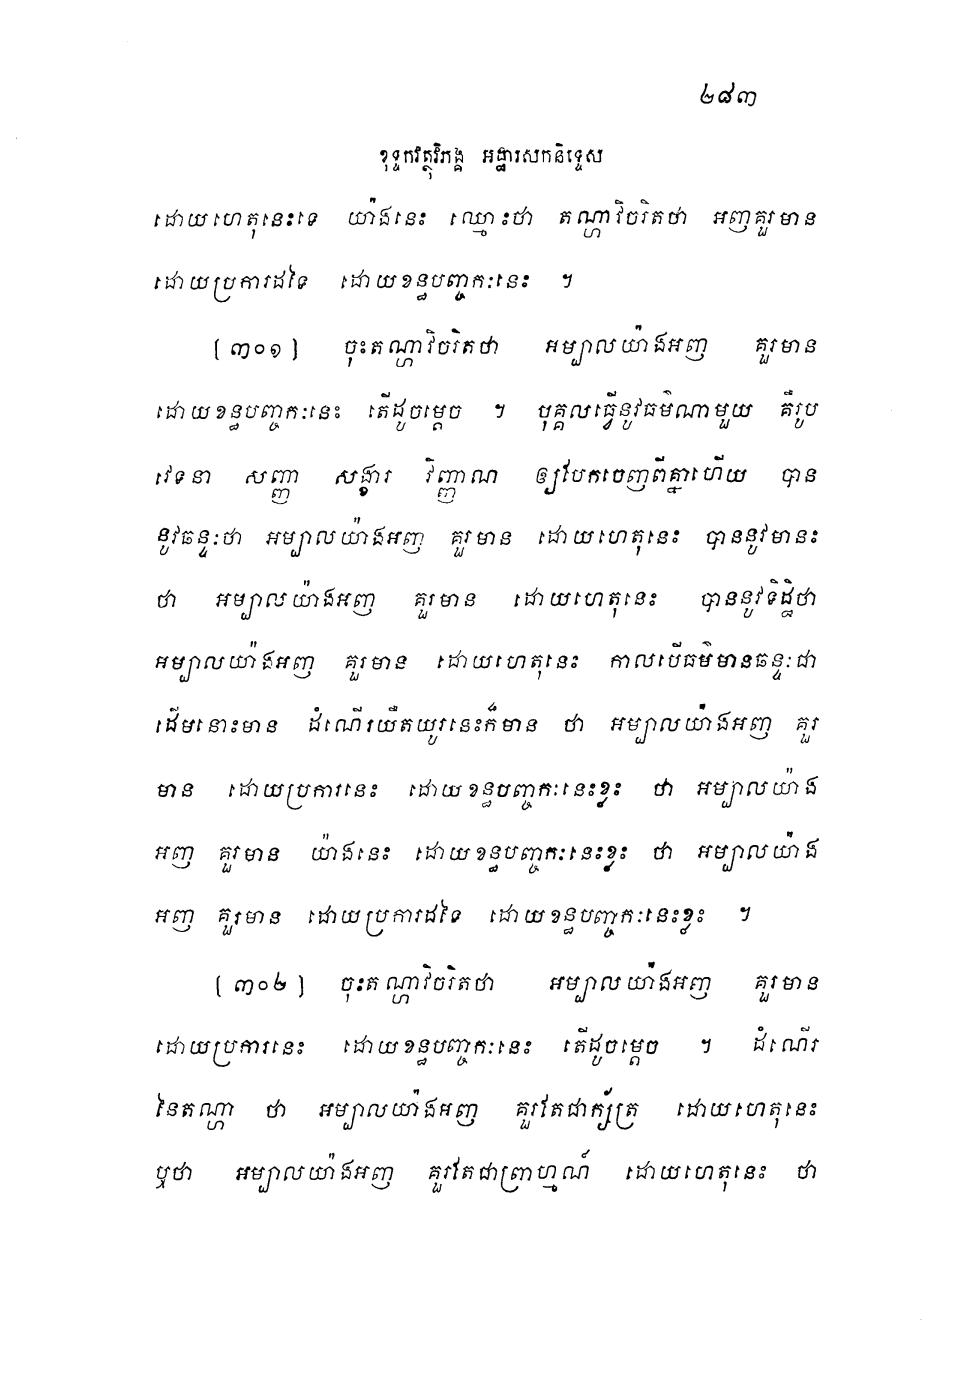 ២៨៣
ខុទ្ទកវត្ថុវិភង្គ អដ្ឋារសកនិទ្ទេស
ដោយហេតុនេះទេ យ៉ាងនេះ ឈ្មោះថា តណ្ហាវិចរិតថា អញគួរមាន
ដោយប្រការដទៃ ដោយខន្ធបញ្ចកៈនេះ ។
[៣០១] ចុះតណ្ហាវិចរិតថា អម្បាលយ៉ាងអញ គួរមាន
ដោយខន្ធបញ្ចកៈនេះ តើដូចម្តេច ។ បុគ្គលធ្វើនូវធម៌ណាមួយ គឺរូប
វេទនា សញ្ញា សង្ខារ វិញ្ញាណ ឲ្យបែកចេញពីគ្នាហើយ បាន
នូវឆន្ទៈថា អម្បាលយ៉ាងអញ គួរមាន ដោយហេតុនេះ បាននូវមានះ
ថា អម្បាលយ៉ាងអញ គួរមាន ដោយហេតុនេះ បាននូវទិដ្ឋិថា
អម្បាលយ៉ាងអញ គួរមាន ដោយហេតុនេះ កាលបើធម៌មានឆន្ទៈជា
ដើមនោះមាន ដំណើរយឺតយូរនេះក៏មាន ថា អម្បាលយ៉ាងអញ គួរ
មាន ដោយប្រការនេះ ដោយខន្ធបញ្ចកៈនេះខ្លះ ថា អម្បាលយ៉ាង
អញ គួរមាន យ៉ាងនេះ ដោយខន្ធបញ្ចកៈនេះខ្លះ ថា អម្បាលយ៉ាង
អញ គួរមាន ដោយប្រការដទៃ ដោយខន្ធបញ្ចកៈនេះខ្លះ ។
[៣០២] ចុះតណ្ហាវិចរិតថា អម្បាលយ៉ាងអញ គួរមាន
ដោយប្រការនេះ ដោយខន្ធបញ្ចកៈនេះ តើដូចម្តេច ។ ដំណើរ
នៃតណ្ហា ថា អម្បាលយ៉ាងអញ គួរតែជាក្ស័ត្រ ដោយហេតុនេះ
ឬថា អម្បាលយ៉ាងអញ គួរតែជាព្រាហ្មណ៍ ដោយហេតុនេះ ថា